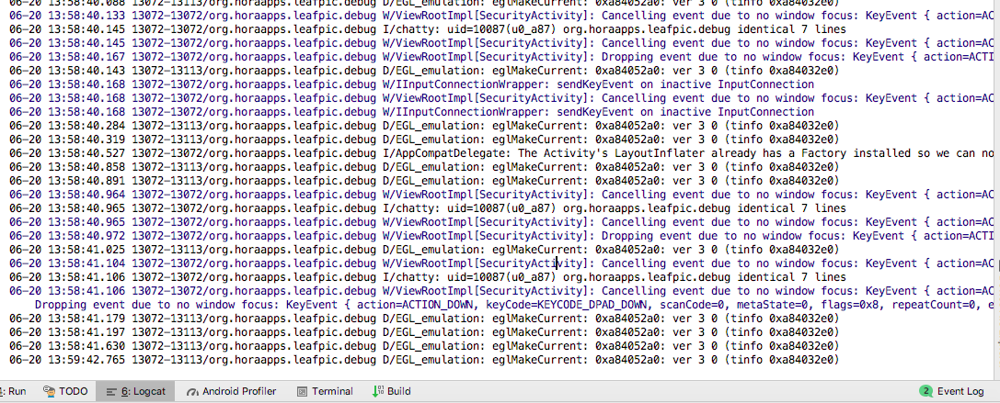 06-20 13:58:40.088 13072-13113/org.horaapps.leafpic.debug D/EGL_emulation: eglMakeCurrent: 0xa84052a0: ver 3 0 (tinfo 0xa84032e0)
06-20 13:58:40.133 13072-13072/org.horaapps.leafpic.debug W/ViewRootImpl[SecurityActivity]: Cancelling event due to no window focus: KeyEvent { action=AC
06-20 13:58:40.145 13072-13072/org.horaapps.leafpic.debug I/chatty: uid=10087(u0_a87) org.horaapps.leafpic.debug identical 7 lines
06-20 13:58:40.145 13072-13072/org.horaapps.leafpic.debug W/ViewRootImpl[SecurityActivity]: Cancelling event due to no window focus: KeyEvent { action=AC
06-20 13:58:40.167 13072-13072/org.horaapps.leafpic.debug W/ViewRootImpl[SecurityActivity]: Dropping event due to no window focus: KeyEvent { action=ACTI
06-20 13:58:40.143 13072-13113/org.horaapps.leafpic.debug D/EGL_emulation: eglMakeCurrent: 0xa84052a0: ver 3 0 (tinfo 0xa84032e0)
06-20 13:58:40.168 13072-13072/org.horaapps.leafpic.debug W/IInputConnectionWrapper: sendKeyEvent on inactive InputConnection
06-20 13:58:40.168 13072-13072/org.horaapps.leafpic.debug W/ViewRootImpl[SecurityActivity]: Cancelling event due to no window focus: KeyEvent { action=AC
06-20 13:58:40.168 13072-13072/org.horaapps.leafpic.debug W/IInputConnectionWrapper: sendKeyEvent on inactive InputConnection
06-20 13:58:40.284 13072-13113/org.horaapps.leafpic.debug D/EGL_emulation: eglMakeCurrent: 0xa84052a0: ver 3 0 (tinfo 0xa84032e0)
06-20 13:58:40.319 13072-13113/org.horaapps.leafpic.debug D/EGL_emulation: eglMakeCurrent: 0xa84052a0: ver 3 0 (tinfo 0xa84032e0)
06-20 13:58:40.527 13072-13072/org.horaapps.leafpic.debug I/AppCompatDelegate: The Activity's LayoutInflater already has a Factory installed so we can no
06-20 13:58:40.858 13072-13113/org.horaapps.leafpic.debug D/EGL_emulation: eglMakeCurrent: 0xa84052a0: ver 3 0 (tinfo 0xa84032e0)
06-20 13:58:40.891 13072-13113/org.horaapps.leafpic.debug D/EGL_emulation: eglMakeCurrent: 0xa84052a0: ver 3 0 (tinfo 0xa84032e0)
06-20 13:58:40.964 13072-13072/org.horaapps.leafpic.debug W/ViewRootImpl[SecurityActivity]: Cancelling event due to no window focus: KeyEvent { action=AC
06-20 13:58:40.965 13072-13072/org.horaapps.leafpic.debug I/chatty: uid=10087(u0_a87) org.horaapps.leafpic.debug identical 7 lines
06-20 13:58:40.965 13072-13072/org.horaapps.leafpic.debug W/ViewRootImpl[SecurityActivity]: Cancelling event due to no window focus: KeyEvent { action=AC
06-20 13:58:40.972 13072-13072/org.horaapps.leafpic.debug W/ViewRootImpl[SecurityActivity]: Dropping event due to no window focus: KeyEvent { action=ACTI
06-20 13:58:41.025 13072-13113/org.horaapps.leafpic.debug D/EGL_emulation: eglMakeCurrent: 0xa84052a0: ver 3 0 (tinfo 0xa84032e0)
06-20 13:58:41.104 13072-13072/org.horaapps.leafpic.debug W/ViewRootImpl[SecurityActivity]: Cancelling event due to no window focus: KeyEvent { action=AC
06-20 13:58:41.106 13072-13072/org.horaapps.leafpic.debug I/chatty: uid=10087(u0_a87) org.horaapps.leafpic.debug identical 7 lines
06-20 13:58:41.106 13072-13072/org.horaapps.leafpic.debug W/ViewRootImpl[SecurityActivity]: Cancelling event due to no window focus: KeyEvent { action=AC
Dropping event due to no window focus: KeyEvent { action=ACTION_DOWN, keyCode=KEYCODE_DPAD_DOWN, scanCode=0, metaState=0, flags=0x8, repeatCount=0, e
06-20 13:58:41.179 13072-13113/org.horaapps.leafpic.debug D/EGL_emulation: eglMakeCurrent: 0xa84052a0: ver 3 0 (tinfo 0xa84032e0)
06-20 13:58:41.197 13072-13113/org.horaapps.leafpic.debug D/EGL_emulation: eglMakeCurrent: 0xa84052a0: ver 3 0 (tinfo 0xa84032e0)
06-20 13:58:41.630 13072-13113/org.horaapps.leafpic.debug D/EGL_emulation: eglMakeCurrent: 0xa84052a0: ver 3 0 (tinfo 0xa84032e0)
06-20 13:59:42.765 13072-13113/org.horaapps.leafpic.debug D/EGL_emulation: eglMakeCurrent: 0xa84052a0: ver 3 0 (tinfo 0xa84032e0)
: Run TODO 6: Logcat Android Profiler Terminal Build 2 Event Log